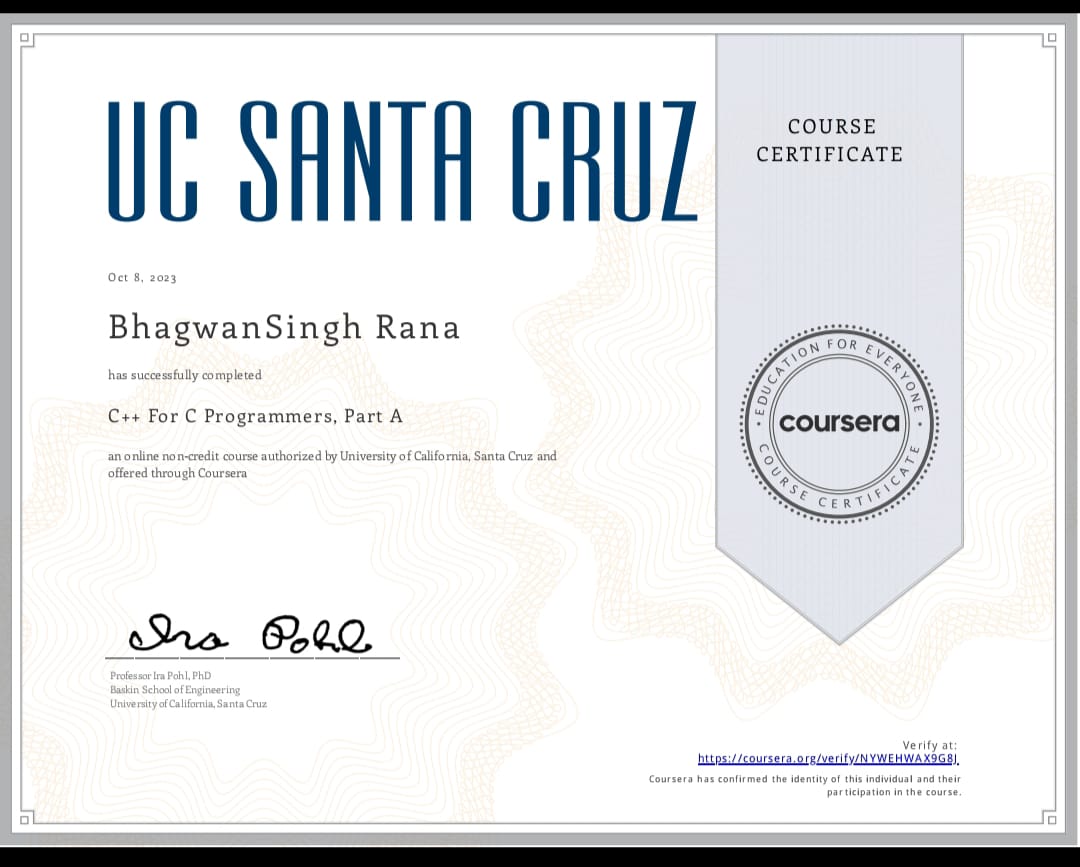 UC SANTA CRUZ
COURSE
CERTIFICATE
Oct 8, 2023
BhagwanSingh Rana
has successfully completed
C++ For C Programmers, Part A
an online non-credit course authorized by University of California, Santa Cruz and
offered through Coursera
EDUCATION FOR EVERYONE
coursera
COURSE CERTIFICATE
Ira Pohl
Professor Ira Pohl, PhD
Baskin School of Engineering
University of California, Santa Cruz
Verify at:
https://coursera.org/verify/NYWEHWAX9G8J
Coursera has confirmed the identity of this individual and their
participation in the course.